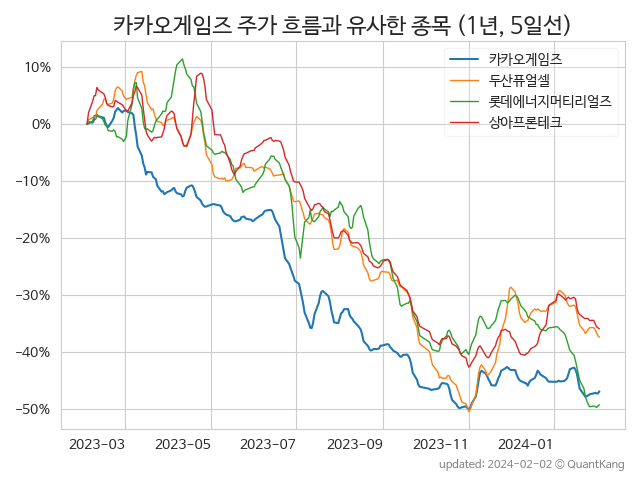 카카오게임즈 주가 흐름과 유사한 종목 (1년, 5일선)
카카오게임즈
두산퓨얼셀
롯데에너지머티리얼즈
상아프론테크
10%
0%
−10%
−20%
−30%
−40%
−50%
2023−03
2023−05
2023−07
2023−09
2023−11
2024−01
updated: 2024-02-02 © QuantKang